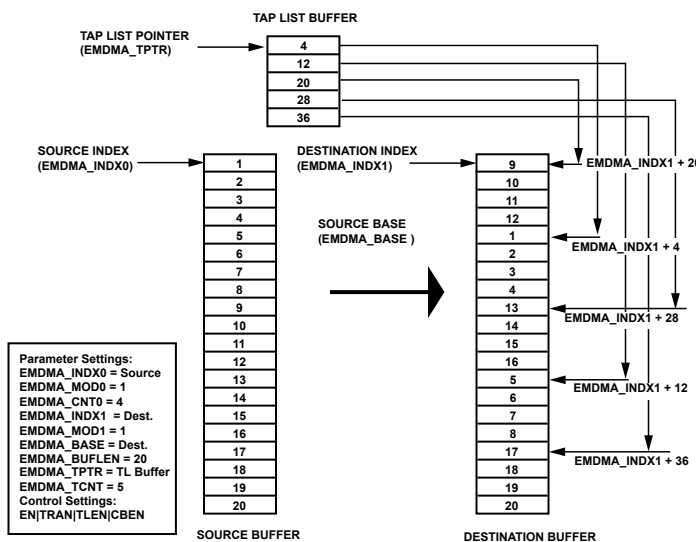 TAP LIST BUFFER
TAP LIST POINTER
(EMDMA_TPTR)
4
12
20
28
36
SOURCE INDEX
(EMDMA_INDX0)
1
2
3
4
5
6
7
8
9
10
11
12
13
14
15
16
17
18
19
20
SOURCE BUFFER
DESTINATION INDEX
(EMDMA_INDX1)
SOURCE BASE
(EMDMA_BASE )
9
10
11
12
1
2
3
4
13
14
15
16
5
6
7
8
17
18
19
20
DESTINATION BUFFER
EMDMA_INDX1 + 20
EMDMA_INDX1 + 4
EMDMA_INDX1 + 28
EMDMA_INDX1 + 12
EMDMA_INDX1 + 36
Parameter Settings:
EMDMA_INDX0 = Source
EMDMA_MOD0 = 1
EMDMA_CNT0 = 4
EMDMA_INDX1 = Dest.
EMDMA_MOD1 = 1
EMDMA_BASE = Dest.
EMDMA_BUFLEN = 20
EMDMA_TPTR = TL Buffer
EMDMA_TCNT = 5
Control Settings:
EN|TRAN|TLEN|CBEN